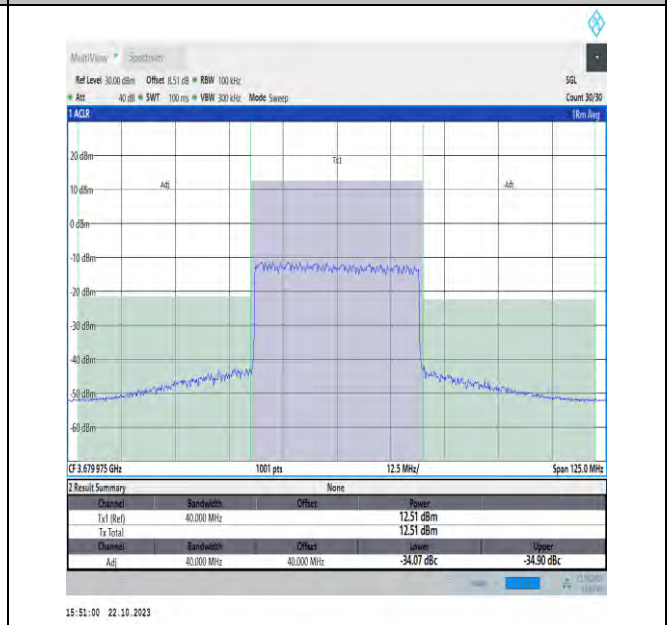 MultiView Spectrum
Ref Level 30.00 dBm Offset 8.51 dB RBW 100 kHz SGL
Att 40 dB SWT 100 ms VBW 300 kHz Mode Sweep Count 30/30
1 ACLR 1Rm Avg
20 dBm
Tx1
Adj Adj
10 dBm
0 dBm
-10 dBm
-20 dBm
-30 dBm
-40 dBm
-50 dBm
-60 dBm
CF 3.679 975 GHz 1001 pts 12.5 MHz/ Span 125.0 MHz
2 Result Summary None
Channel Bandwidth Offset Power
Tx1 (Ref) 40.000 MHz 12.51 dBm
Tx Total 12.51 dBm
Channel Bandwidth Offset Lower Upper
Adj 40.000 MHz 40.000 MHz -34.07 dBc -34.90 dBc
15:51:00 22.10.2023